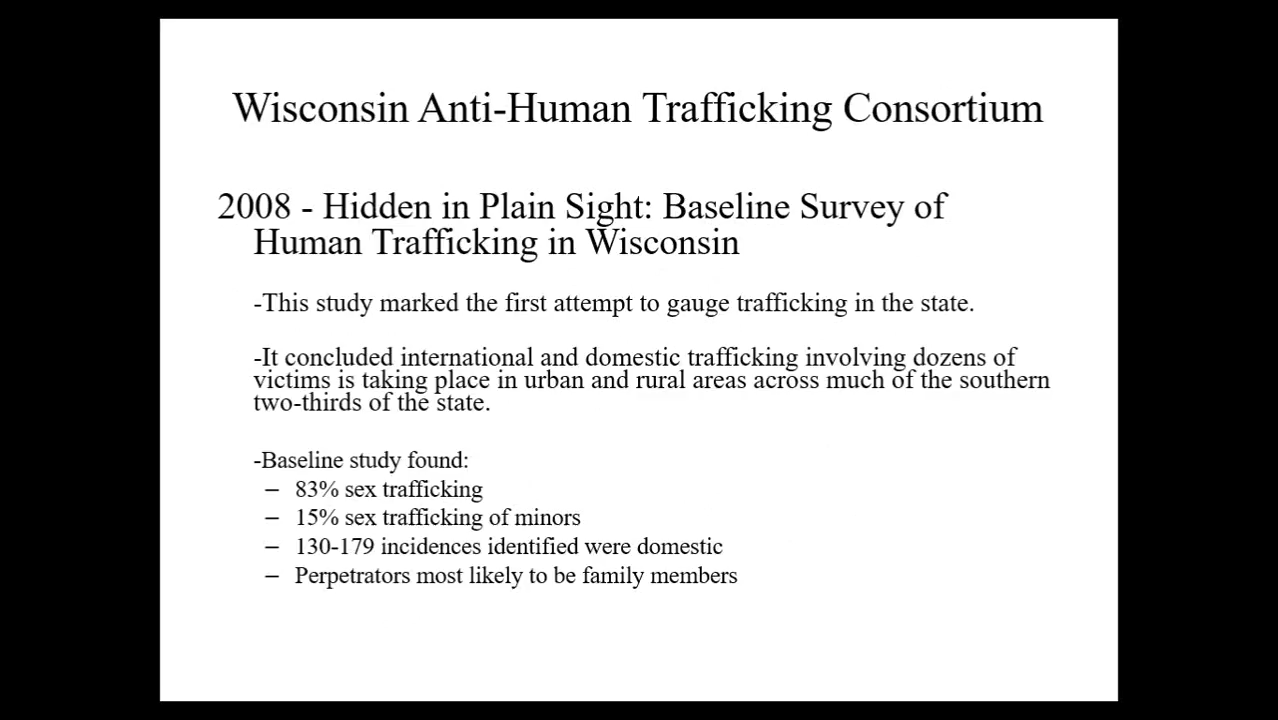 Wisconsin Anti-Human Trafficking Consortium
2008 - Hidden in Plain Sight: Baseline Survey of
Human Trafficking in Wisconsin
-This study marked the first attempt to gauge trafficking in the state.
-It concluded international and domestic trafficking involving dozens of
victims is taking place in urban and rural areas across much of the southern
two-thirds of the state.
-Baseline study found:
– 83% sex trafficking
– 15% sex trafficking of minors
– 130-179 incidences identified were domestic
– Perpetrators most likely to be family members